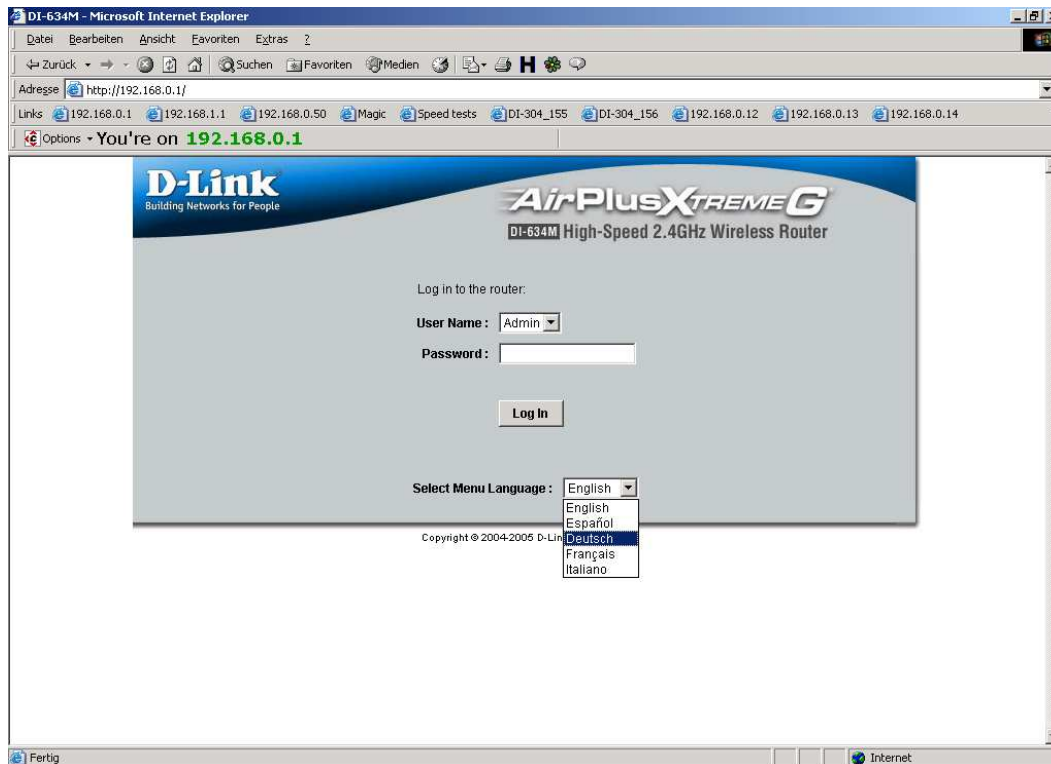 DI-634M - Microsoft Internet Explorer
Datei Bearbeiten Ansicht Favoriten Extras ?
Zurück Suchen Favoriten Medien
Adresse http://192.168.0.1/
Links 192.168.0.1 192.168.1.1 192.168.0.50 Magic Speed tests DI-304_155 DI-304_156 192.168.0.12 192.168.0.13 192.168.0.14
Options You're on 192.168.0.1
D-Link
Building Networks for People
AirPlus XTREME G
DI-634M High-Speed 2.4GHz Wireless Router
Log in to the router:
User Name : Admin
Password :
Log In
Select Menu Language : English
English
Español
Deutsch
Français
Italiano
Copyright © 2004-2005
Fertig Internet